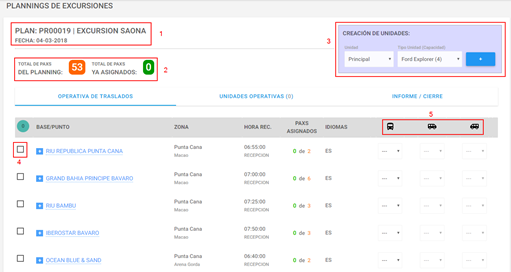 PLANNINGS DE EXCURSIONES
PLAN: PR00019 | EXCURSION SAONA
FECHA: 04-03-2018
1
TOTAL DE PAXS
DEL PLANNING:
53
TOTAL DE PAXS
YA ASIGNADOS:
0
2
3
CREACIÓN DE UNIDADES:
Unidad
Principal
Tipo Unidad (Capacidad)
Ford Explorer (4)
+
OPERATIVA DE TRASLADOS
UNIDADES OPERATIVAS (0)
INFORME / CIERRE
5
0
BASE/PUNTO
ZONA
HORA REC.
PAXS
ASIGNADOS
IDIOMAS
RIU REPUBLICA PUNTA CANA
Punta Cana
Macao
06:55:00
RECEPCION
0 de 2
ES
---
---
---
4
GRAND BAHIA PRINCIPE BAVARO
Punta Cana
Macao
07:00:00
RECEPCION
0 de 6
ES
---
---
---
RIU BAMBU
Punta Cana
Macao
07:25:00
RECEPCION
0 de 3
ES
---
---
---
IBEROSTAR BAVARO
Punta Cana
Macao
07:50:00
RECEPCION
0 de 3
ES
---
---
---
OCEAN BLUE & SAND
Punta Cana
Arena Gorda
06:40:00
RECEPCION
0 de 2
ES
---
---
---